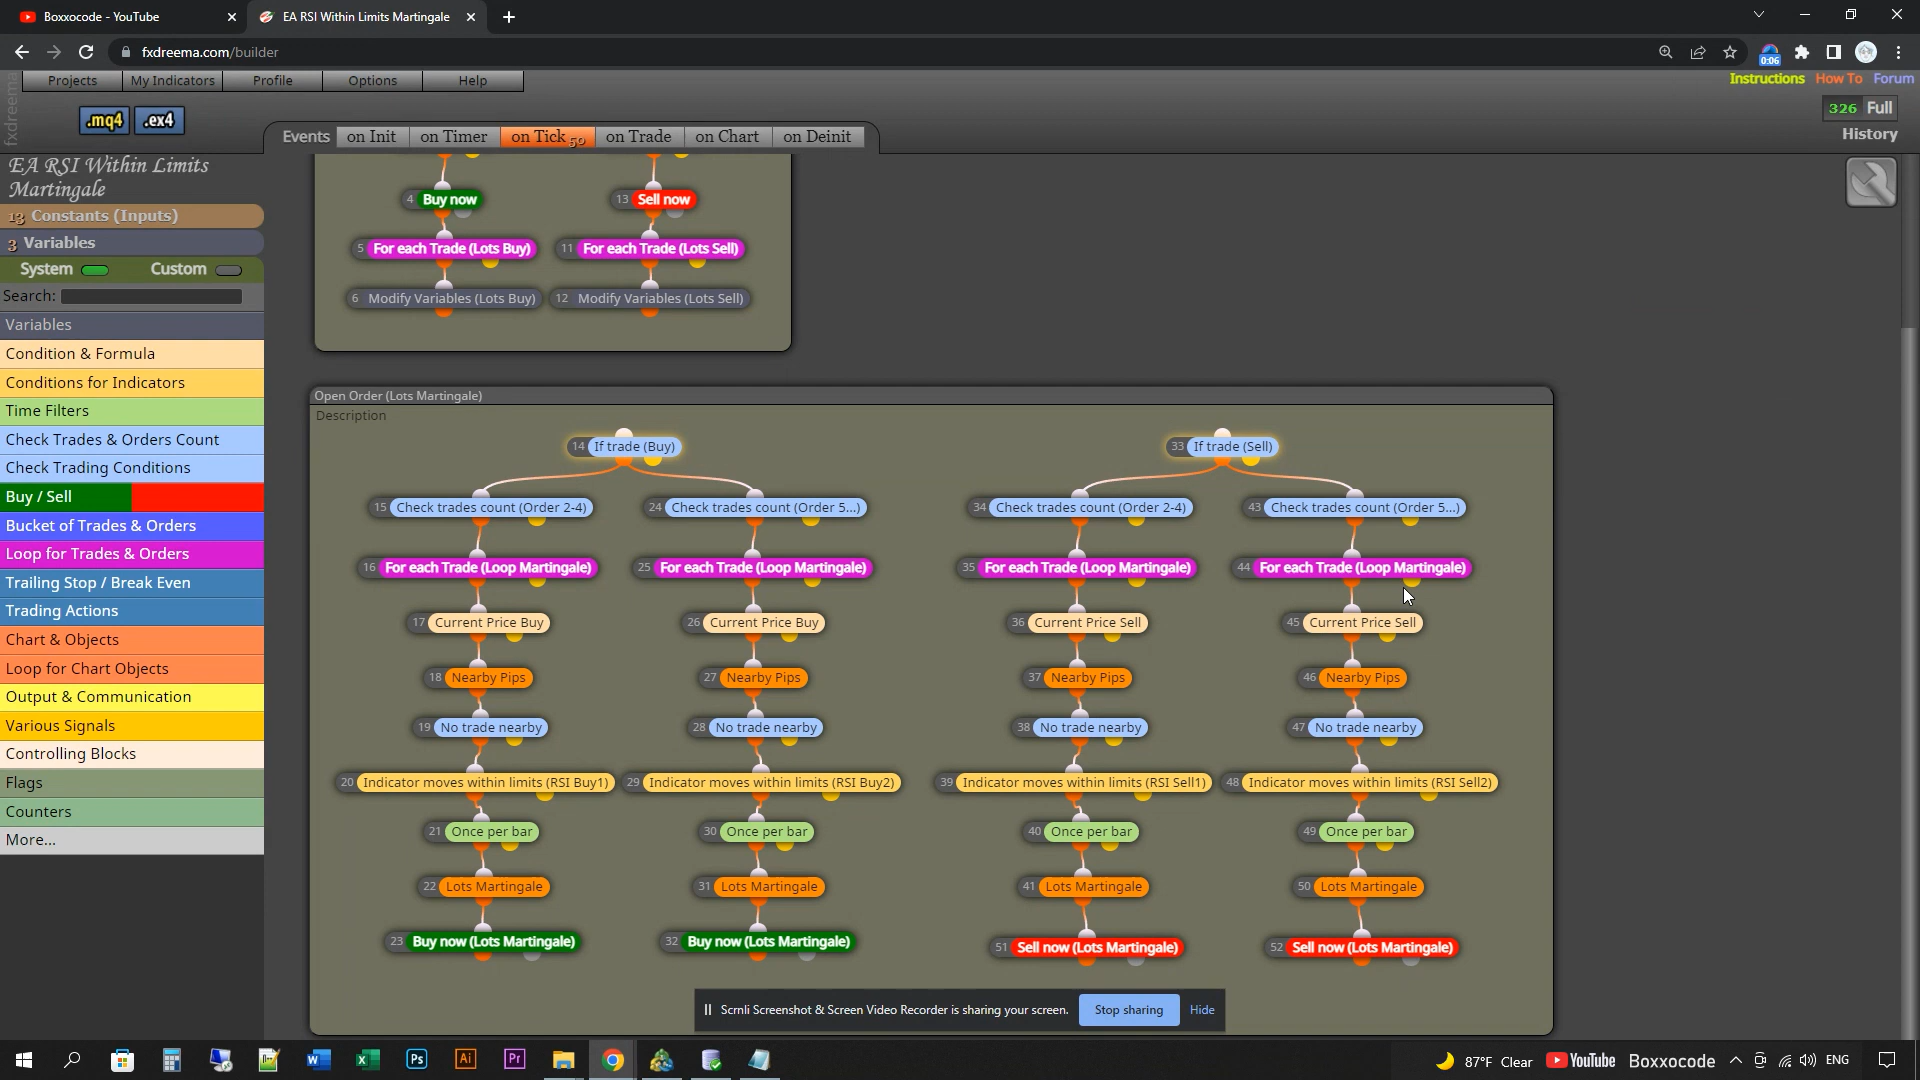 Boxxocode - YouTube
EA RSI Within Limits Martingale
fxdreema.com/builder
0:06
Projects
My Indicators
Profile
Options
Help
Instructions How To Forum
fxdreema
.mq4 .ex4
326 Full
History
Events
on Init
on Timer
on Tick 50
on Trade
on Chart
on Deinit
EA RSI Within Limits
Martingale
13 Constants (Inputs)
3 Variables
System Custom
Search:
Variables
Condition & Formula
Conditions for Indicators
Time Filters
Check Trades & Orders Count
Check Trading Conditions
Buy / Sell
Bucket of Trades & Orders
Loop for Trades & Orders
Trailing Stop / Break Even
Trading Actions
Chart & Objects
Loop for Chart Objects
Output & Communication
Various Signals
Controlling Blocks
Flags
Counters
More...
4 Buy now
13 Sell now
5 For each Trade (Lots Buy)
11 For each Trade (Lots Sell)
6 Modify Variables (Lots Buy)
12 Modify Variables (Lots Sell)
Open Order (Lots Martingale)
Description
14 If trade (Buy)
33 If trade (Sell)
15 Check trades count (Order 2-4)
24 Check trades count (Order 5...)
34 Check trades count (Order 2-4)
43 Check trades count (Order 5...)
16 For each Trade (Loop Martingale)
25 For each Trade (Loop Martingale)
35 For each Trade (Loop Martingale)
44 For each Trade (Loop Martingale)
17 Current Price Buy
26 Current Price Buy
36 Current Price Sell
45 Current Price Sell
18 Nearby Pips
27 Nearby Pips
37 Nearby Pips
46 Nearby Pips
19 No trade nearby
28 No trade nearby
38 No trade nearby
47 No trade nearby
20 Indicator moves within limits (RSI Buy1)
29 Indicator moves within limits (RSI Buy2)
39 Indicator moves within limits (RSI Sell1)
48 Indicator moves within limits (RSI Sell2)
21 Once per bar
30 Once per bar
40 Once per bar
49 Once per bar
22 Lots Martingale
31 Lots Martingale
41 Lots Martingale
50 Lots Martingale
23 Buy now (Lots Martingale)
32 Buy now (Lots Martingale)
51 Sell now (Lots Martingale)
52 Sell now (Lots Martingale)
Scrnli Screenshot & Screen Video Recorder is sharing your screen.
Stop sharing
Hide
Ps
Ai
Pr
87°F Clear
YouTube
Boxxocode
ENG